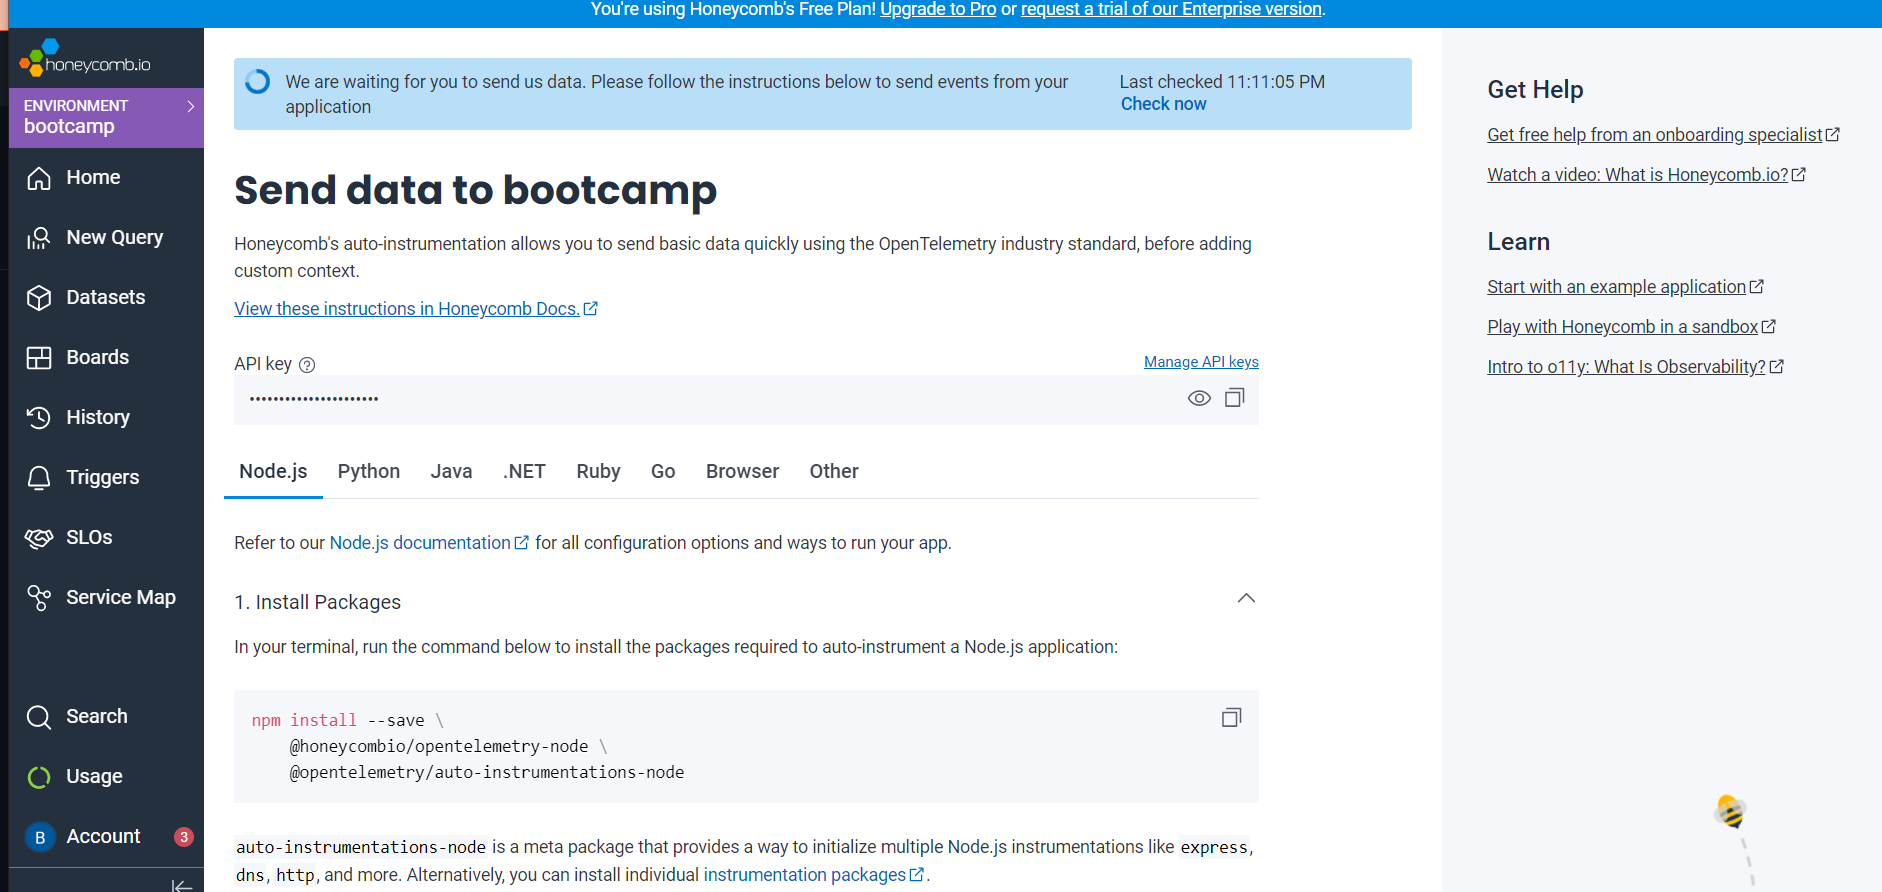 You're using Honeycomb's Free Plan! Upgrade to Pro or request a trial of our Enterprise version.
honeycomb.io
ENVIRONMENT
bootcamp
Home
New Query
Datasets
Boards
History
Triggers
SLOs
Service Map
Search
Usage
B Account 3
We are waiting for you to send us data. Please follow the instructions below to send events from your
application
Last checked 11:11:05 PM
Check now
Send data to bootcamp
Honeycomb's auto-instrumentation allows you to send basic data quickly using the OpenTelemetry industry standard, before adding
custom context.
View these instructions in Honeycomb Docs.
API key ?
Manage API keys
••••••••••••••••••••••
Node.js Python Java .NET Ruby Go Browser Other
Refer to our Node.js documentation for all configuration options and ways to run your app.
1. Install Packages
In your terminal, run the command below to install the packages required to auto-instrument a Node.js application:
npm install --save \
@honeycombio/opentelemetry-node \
@opentelemetry/auto-instrumentations-node
auto-instrumentations-node is a meta package that provides a way to initialize multiple Node.js instrumentations like express,
dns, http, and more. Alternatively, you can install individual instrumentation packages.
Get Help
Get free help from an onboarding specialist
Watch a video: What is Honeycomb.io?
Learn
Start with an example application
Play with Honeycomb in a sandbox
Intro to o11y: What Is Observability?